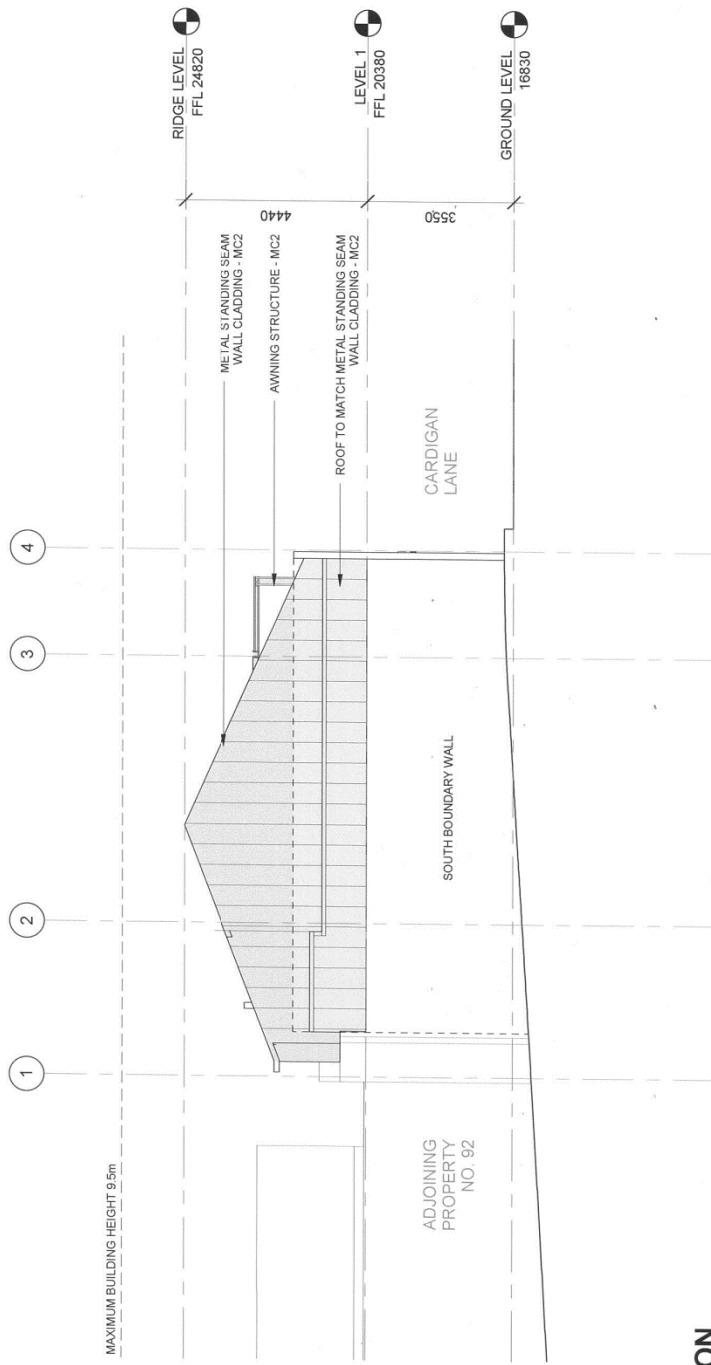 MAXIMUM BUILDING HEIGHT 9.5m
1
2
3
4
RIDGE LEVEL
FFL 24820
LEVEL 1
FFL 20380
GROUND LEVEL
16830
4440
3550
METAL STANDING SEAM
WALL CLADDING - MC2
AWNING STRUCTURE - MC2
ROOF TO MATCH METAL STANDING SEAM
WALL CLADDING - MC2
ADJOINING
PROPERTY
NO. 92
SOUTH BOUNDARY WALL
CARDIGAN
LANE
ON